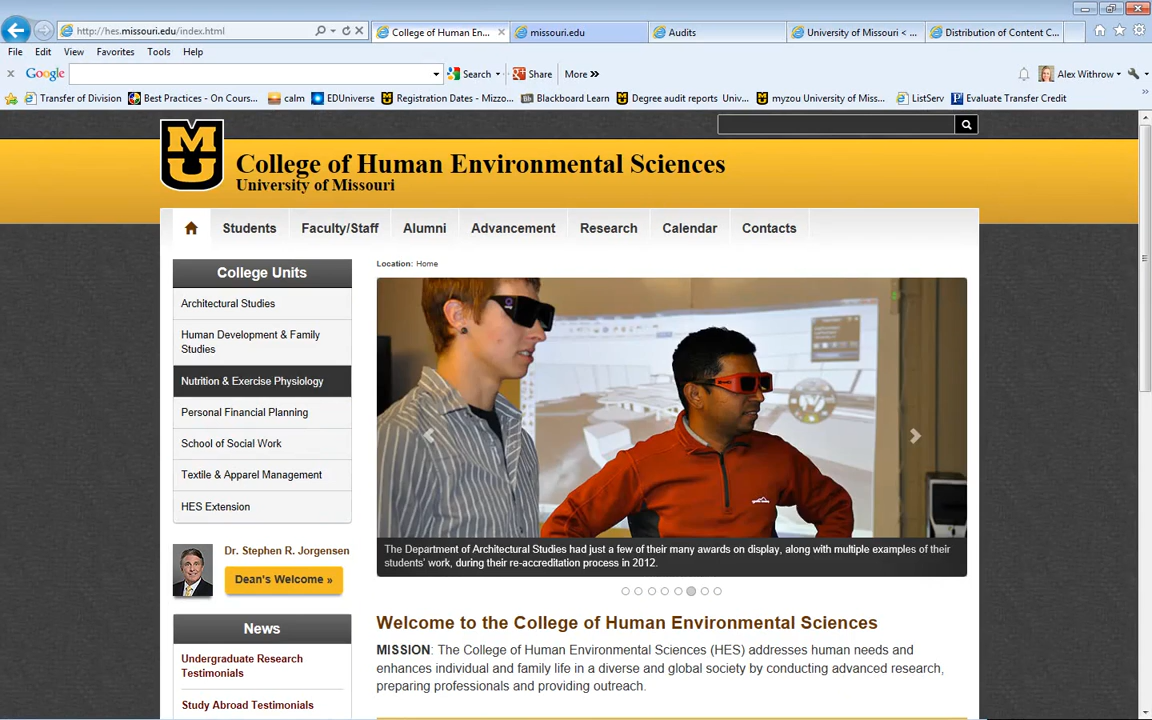 http://hes.missouri.edu/index.html
College of Human En...
missouri.edu
Audits
University of Missouri < ...
Distribution of Content C...
File Edit View Favorites Tools Help
Google Search Share More »
Alex Withrow
Transfer of Division
Best Practices - On Cours...
calm
EDUniverse
Registration Dates - Mizzo...
Blackboard Learn
Degree audit reports Univ...
myzou University of Miss...
ListServ
Evaluate Transfer Credit
MU
College of Human Environmental Sciences
University of Missouri
Students Faculty/Staff Alumni Advancement Research Calendar Contacts
College Units
Architectural Studies
Human Development & Family
Studies
Nutrition & Exercise Physiology
Personal Financial Planning
School of Social Work
Textile & Apparel Management
HES Extension
Dr. Stephen R. Jorgensen
Dean's Welcome »
News
Undergraduate Research
Testimonials
Study Abroad Testimonials
Location: Home
The Department of Architectural Studies had just a few of their many awards on display, along with multiple examples of their
students' work, during their re-accreditation process in 2012.
Welcome to the College of Human Environmental Sciences
MISSION: The College of Human Environmental Sciences (HES) addresses human needs and
enhances individual and family life in a diverse and global society by conducting advanced research,
preparing professionals and providing outreach.